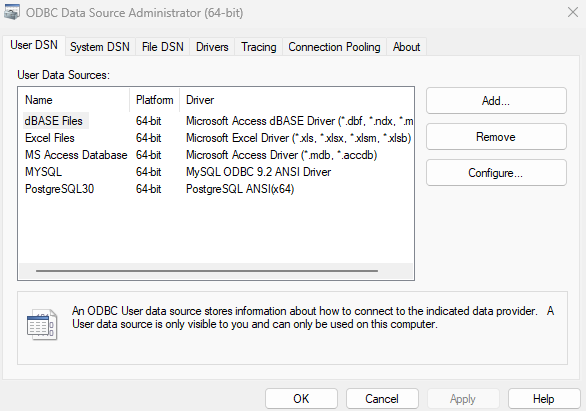 ODBC Data Source Administrator (64-bit)
User DSN System DSN File DSN Drivers Tracing Connection Pooling About
User Data Sources:
Name Platform Driver
dBASE Files 64-bit Microsoft Access dBASE Driver (*.dbf, *.ndx, *.m
Excel Files 64-bit Microsoft Excel Driver (*.xls, *.xlsx, *.xlsm, *.xlsb)
MS Access Database 64-bit Microsoft Access Driver (*.mdb, *.accdb)
MYSQL 64-bit MySQL ODBC 9.2 ANSI Driver
PostgreSQL30 64-bit PostgreSQL ANSI(x64)
Add...
Remove
Configure...
An ODBC User data source stores information about how to connect to the indicated data provider. A
User data source is only visible to you and can only be used on this computer.
OK Cancel Apply Help